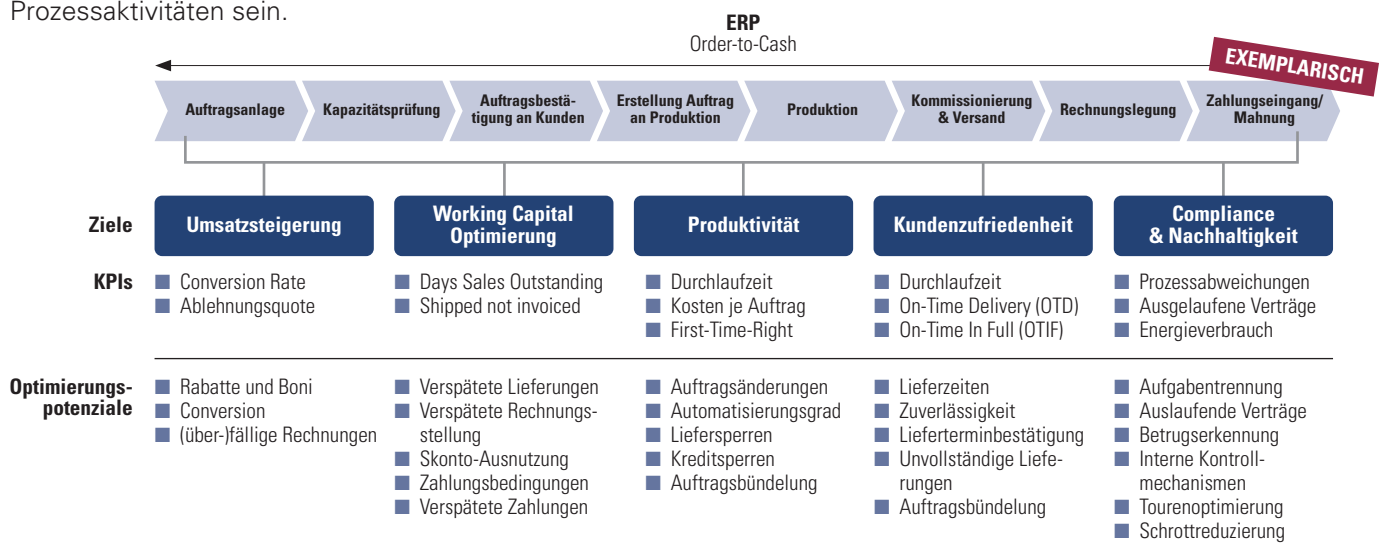 Prozessaktivitäten sein.
ERP
Order-to-Cash
EXEMPLARISCH
Auftragsanlage
Kapazitätsprüfung
Auftragsbestä-
tigung an Kunden
Erstellung Auftrag
an Produktion
Produktion
Kommissionierung
& Versand
Rechnungslegung
Zahlungseingang/
Mahnung
Ziele
Umsatzsteigerung
Working Capital
Optimierung
Produktivität
Kundenzufriedenheit
Compliance
& Nachhaltigkeit
KPIs
Conversion Rate
Ablehnungsquote
Days Sales Outstanding
Shipped not invoiced
Durchlaufzeit
Kosten je Auftrag
First-Time-Right
Durchlaufzeit
On-Time Delivery (OTD)
On-Time In Full (OTIF)
Prozessabweichungen
Ausgelaufene Verträge
Energieverbrauch
Optimierungs-
potenziale
Rabatte und Boni
Conversion
(über-)fällige Rechnungen
Verspätete Lieferungen
Verspätete Rechnungs-
stellung
Skonto-Ausnutzung
Zahlungsbedingungen
Verspätete Zahlungen
Auftragsänderungen
Automatisierungsgrad
Liefersperren
Kreditsperren
Auftragsbündelung
Lieferzeiten
Zuverlässigkeit
Lieferterminbestätigung
Unvollständige Liefe-
rungen
Auftragsbündelung
Aufgabentrennung
Auslaufende Verträge
Betrugserkennung
Interne Kontroll-
mechanismen
Tourenoptimierung
Schrottreduzierung